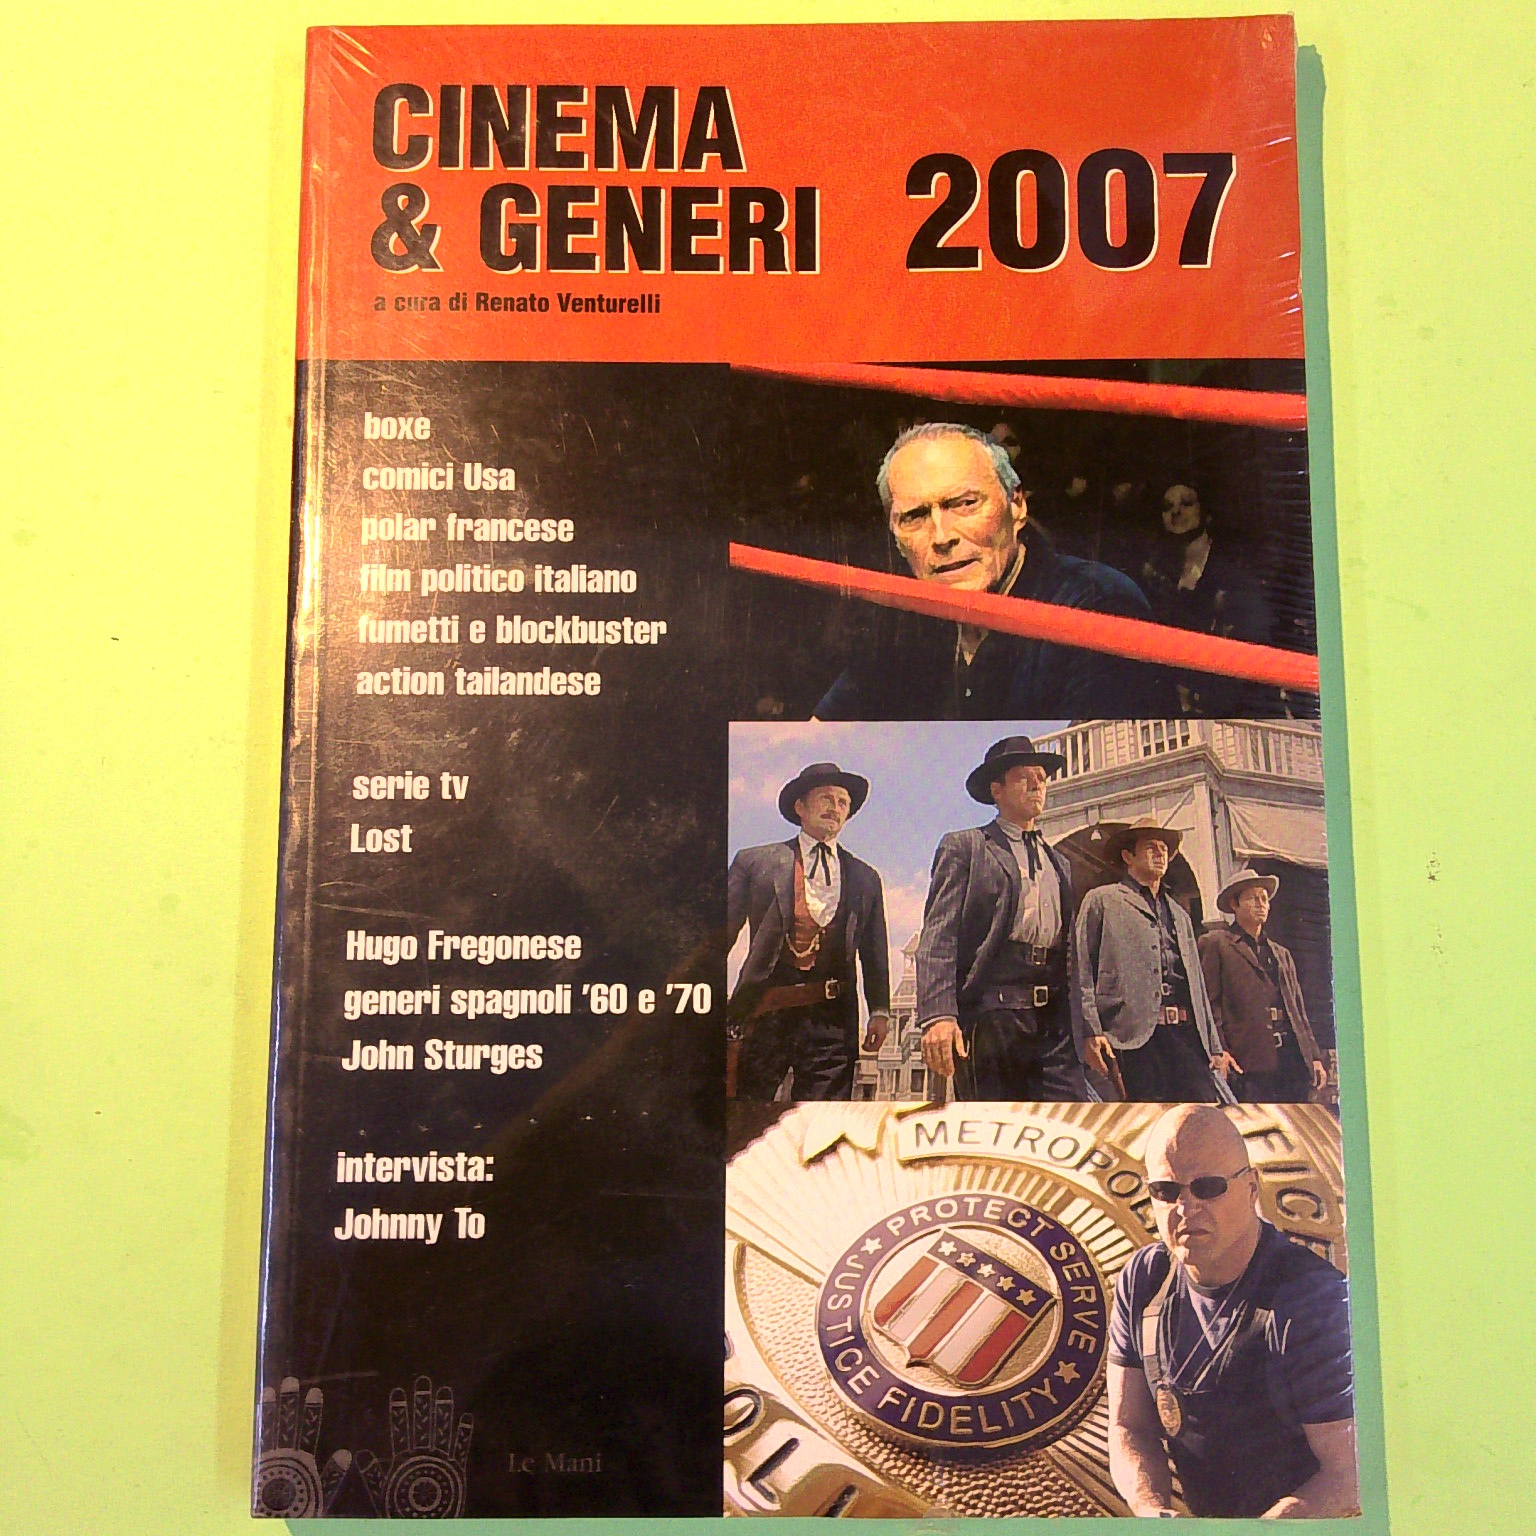 CINEMA
& GENERI 2007
a cura di Renato Venturelli
boxe
comici Usa
polar francese
film politico italiano
fumetti e blockbuster
action tailandese
serie tv
Lost
Hugo Fregonese
generi spagnoli '60 e '70
John Sturges
intervista:
Johnny To
Le Mani
METROPOL
FICE
PROTECT SERVE
JUSTICE FIDELITY
OLI